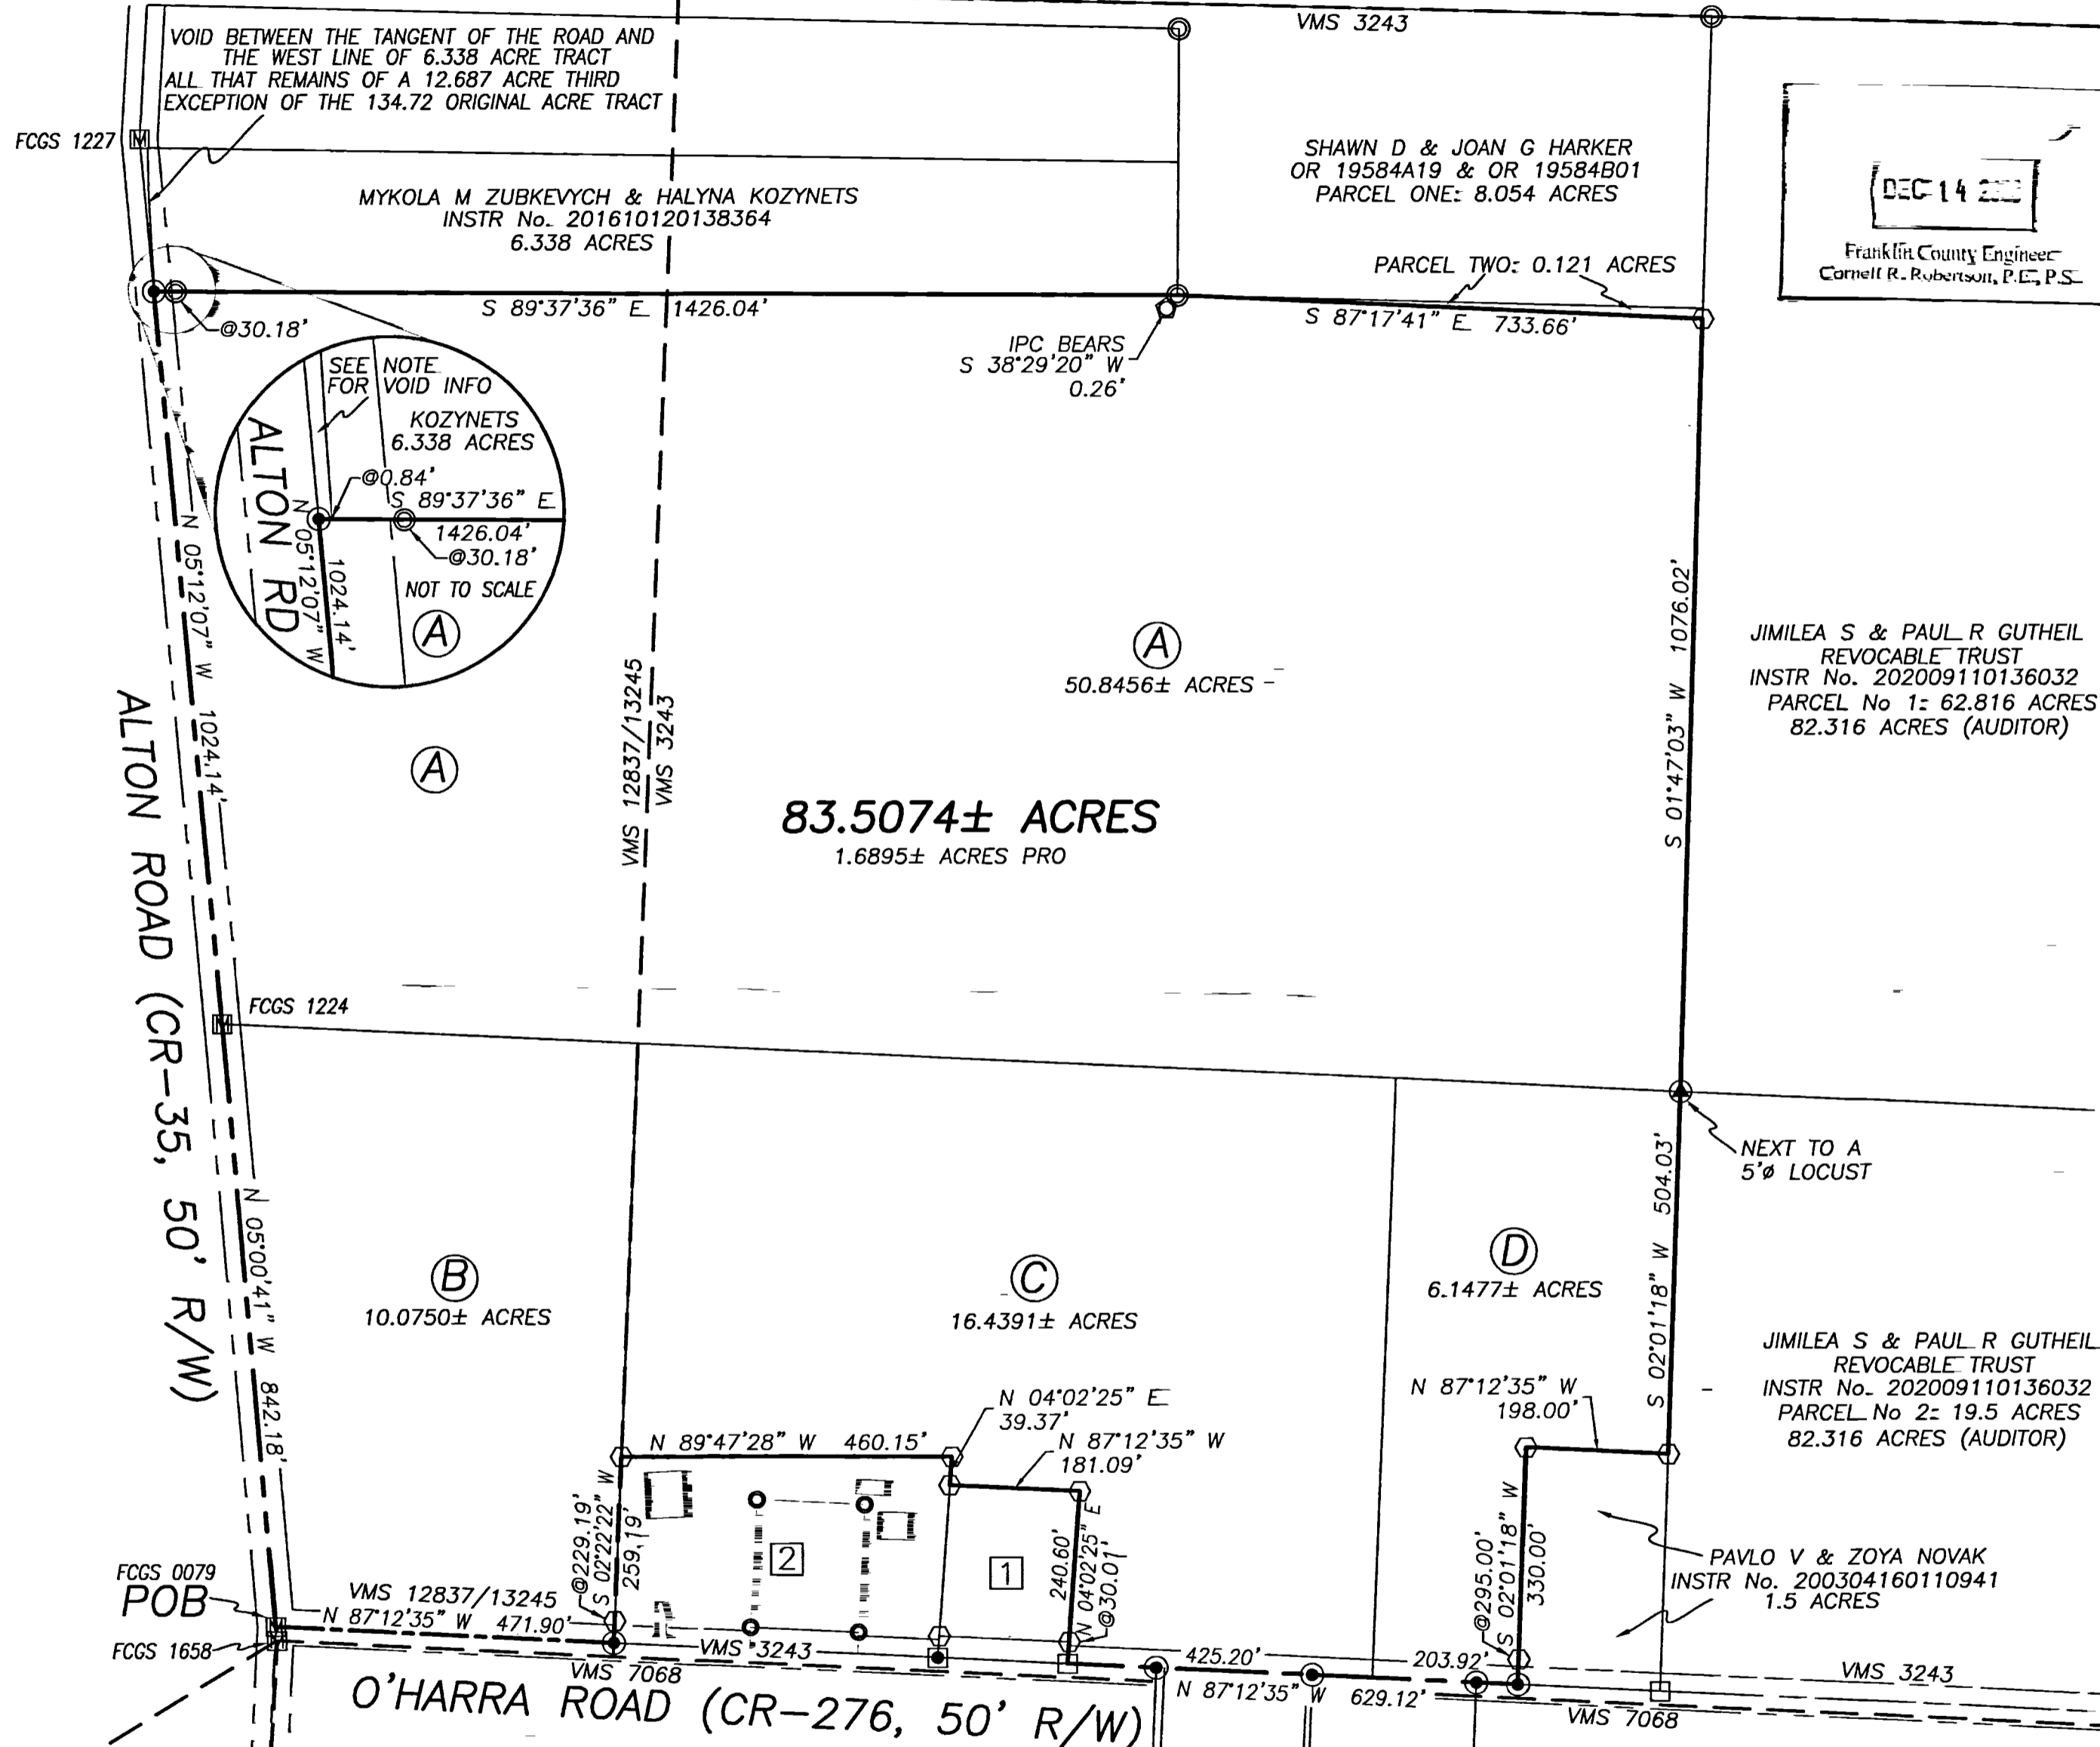 VMS 3243
VOID BETWEEN THE TANGENT OF THE ROAD AND
THE WEST LINE OF 6.338 ACRE TRACT
ALL THAT REMAINS OF A 12.687 ACRE THIRD
EXCEPTION OF THE 134.72 ORIGINAL ACRE TRACT
FCGS 1227
M
MYKOLA M ZUBKEVYCH & HALYNA KOZYNETS
INSTR No. 201610120138364
6.338 ACRES
SHAWN D & JOAN G HARKER
OR 19584A19 & OR 19584B01
PARCEL ONE: 8.054 ACRES
PARCEL TWO: 0.121 ACRES
DEC 14
Franklin County Engineer
Cornell R. Robertson, P.E., P.S.
@30.18'
S 89°37'36" E 1426.04'
S 87°17'41" E 733.66'
IPC BEARS
S 38°29'20" W
0.26'
SEE NOTE
FOR VOID INFO
KOZYNETS
6.338 ACRES
@0.84'
S 89°37'36" E
1426.04'
@30.18'
NOT TO SCALE
ALTON RD
N 05°12'07" W
1024.14'
A
N 05°12'07" W 1024.14'
A
A
50.8456± ACRES
VMS 12837/13245
VMS 3243
83.5074± ACRES
1.6895± ACRES PRO
S 01°47'03" W 1076.02'
JIMILEA S & PAUL R GUTHEIL
REVOCABLE TRUST
INSTR No. 202009110136032
PARCEL No 1: 62.816 ACRES
82.316 ACRES (AUDITOR)
ALTON ROAD (CR-35, 50' R/W)
FCGS 1224
M
NEXT TO A
5'ø LOCUST
N 05°00'41" W 842.18'
B
10.0750± ACRES
C
16.4391± ACRES
D
6.1477± ACRES
S 02°01'18" W 504.03'
JIMILEA S & PAUL R GUTHEIL
REVOCABLE TRUST
INSTR No. 202009110136032
PARCEL No 2: 19.5 ACRES
82.316 ACRES (AUDITOR)
N 04°02'25" E
39.37'
N 89°47'28" W 460.15'
N 87°12'35" W
181.09'
N 87°12'35" W
198.00'
@229.19'
S 02°22'22" W
259.19'
2
1
240.60'
N 04°02'25" E
@30.01'
@295.00'
S 02°01'18" W
330.00'
PAVLO V & ZOYA NOVAK
INSTR No. 200304160110941
1.5 ACRES
FCGS 0079
POB
FCGS 1658
VMS 12837/13245
N 87°12'35" W 471.90'
VMS 3243
VMS 7068
425.20'
203.92'
N 87°12'35" W 629.12'
VMS 3243
VMS 7068
O'HARRA ROAD (CR-276, 50' R/W)